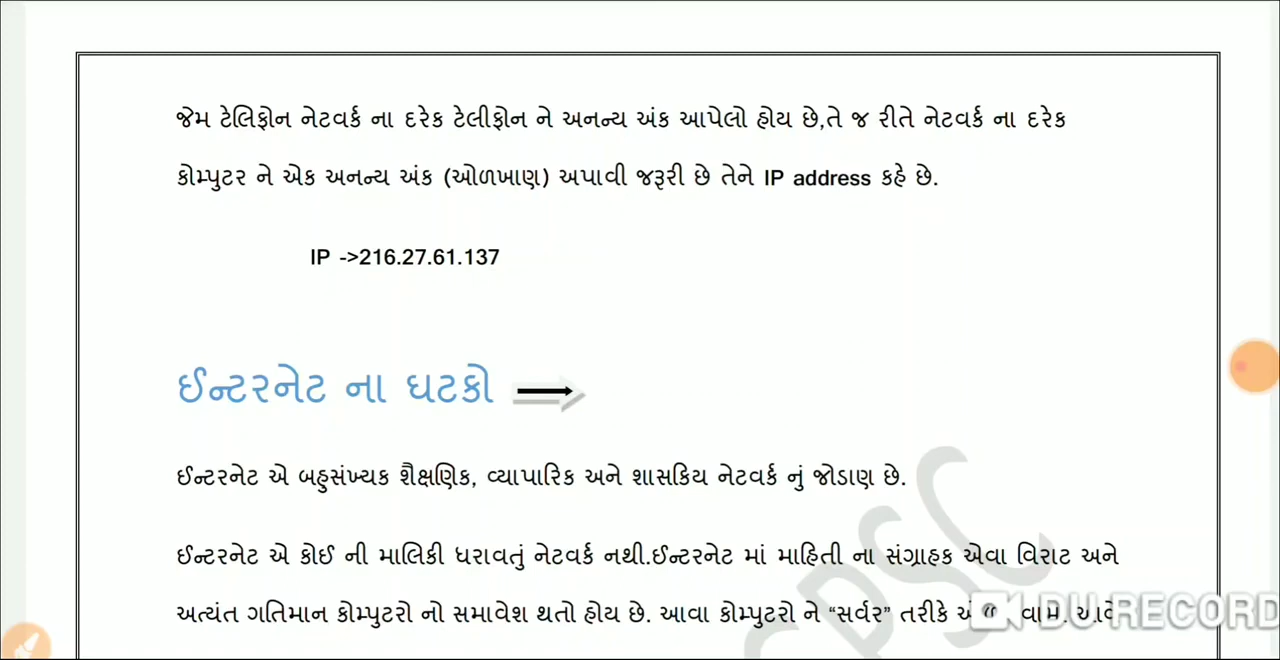 જેમ ટેલિફોન નેટવર્ક ના દરેક ટેલીફોન ને અનન્ય અંક આપેલો હોય છે,તે જ રીતે નેટવર્ક ના દરેક
કોમ્પુટર ને એક અનન્ય અંક (ઓળખાણ) અપાવી જરૂરી છે તેને IP address કહે છે.
IP ->216.27.61.137
ઈન્ટરનેટ ના ઘટકો
ઈન્ટરનેટ એ બહુસંખ્યક શૈક્ષણિક, વ્યાપારિક અને શાસકિય નેટવર્ક નું જોડાણ છે.
ઈન્ટરનેટ એ કોઈ ની માલિકી ધરાવતું નેટવર્ક નથી.ઈન્ટરનેટ માં માહિતી ના સંગ્રાહક એવા વિરાટ અને
અત્યંત ગતિમાન કોમ્પુટરો નો સમાવેશ થતો હોય છે. આવા કોમ્પુટરો ને “સર્વર” તરીકે
DU RECORD
GPSC